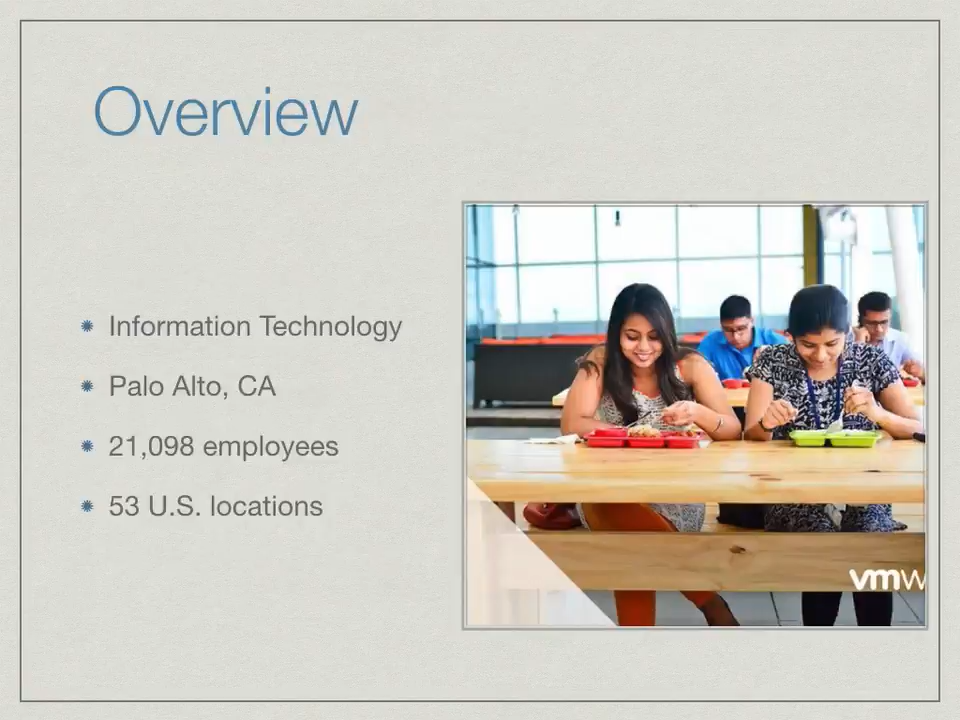 Overview
Information Technology
Palo Alto, CA
21,098 employees
53 U.S. locations
vmw